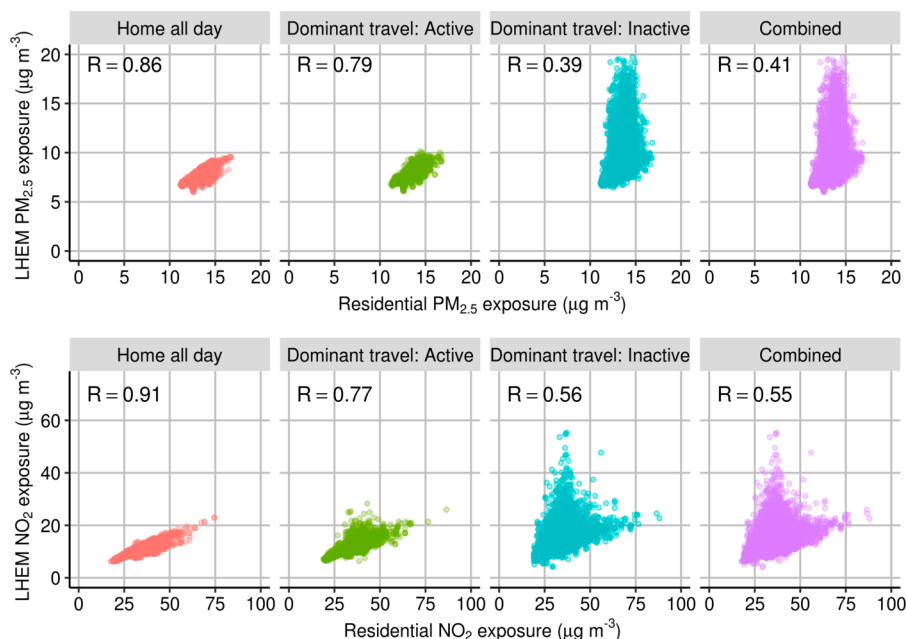 Home all day Dominant travel: Active Dominant travel: Inactive Combined
R = 0.86 R = 0.79 R = 0.39 R = 0.41
LHEM PM2.5 exposure (μg m-3)
20
15
10
5
0
0 5 10 15 20 0 5 10 15 20 0 5 10 15 20 0 5 10 15 20
Residential PM2.5 exposure (μg m-3)
Home all day Dominant travel: Active Dominant travel: Inactive Combined
R = 0.91 R = 0.77 R = 0.56 R = 0.55
LHEM NO2 exposure (μg m-3)
60
40
20
0
25 50 75 100 25 50 75 100 25 50 75 100 25 50 75 100
Residential NO2 exposure (μg m-3)